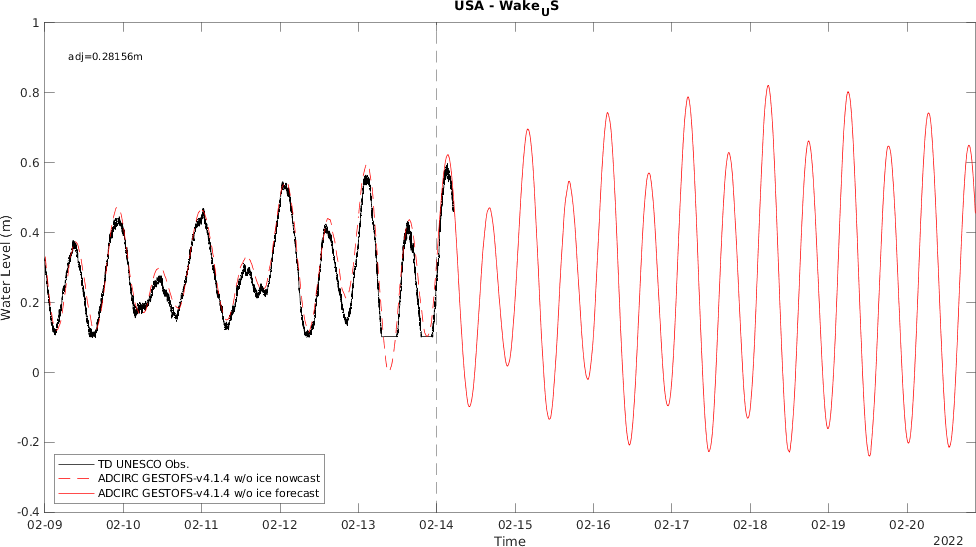 USA - Wake_US
adj=0.28156m
Water Level (m)
1
0.8
0.6
0.4
0.2
0
-0.2
-0.4
TD UNESCO Obs.
ADCIRC GESTOFS-v4.1.4 w/o ice nowcast
ADCIRC GESTOFS-v4.1.4 w/o ice forecast
02-09 02-10 02-11 02-12 02-13 02-14 02-15 02-16 02-17 02-18 02-19 02-20
Time
2022